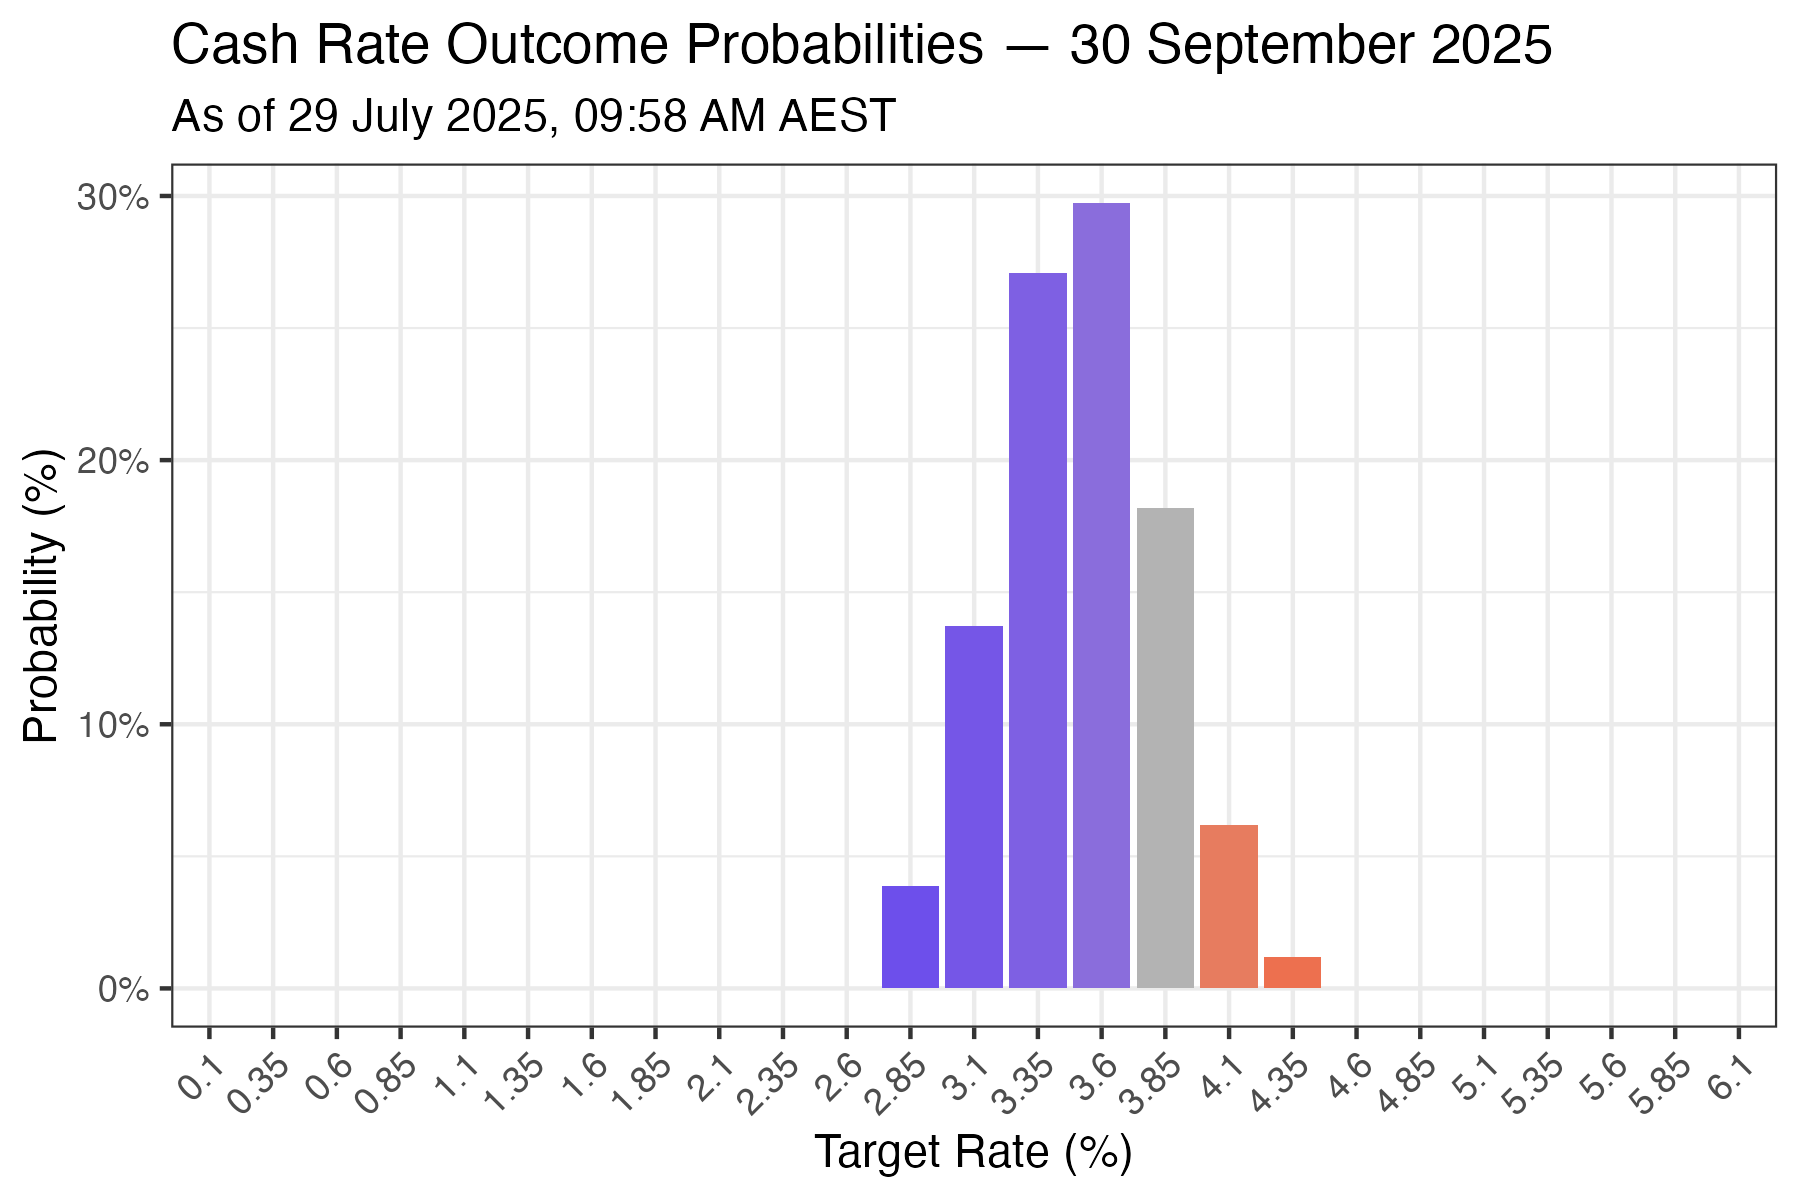 Cash Rate Outcome Probabilities — 30 September 2025
As of 29 July 2025, 09:58 AM AEST
Probability (%)
30%
20%
10%
0%
0.1 0.35 0.6 0.85 1.1 1.35 1.6 1.85 2.1 2.35 2.6 2.85 3.1 3.35 3.6 3.85 4.1 4.35 4.6 4.85 5.1 5.35 5.6 5.85 6.1
Target Rate (%)